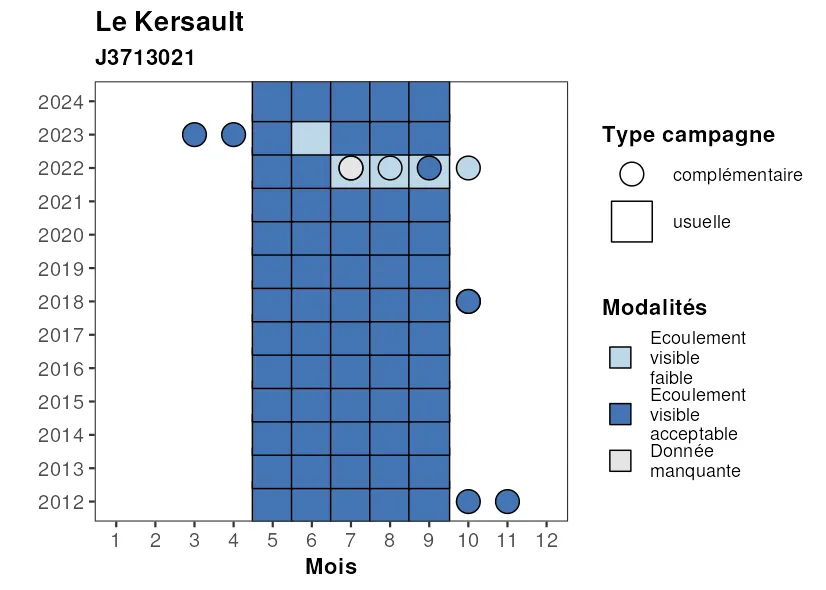 Le Kersault
J3713021
2024
2023
2022
2021
2020
2019
2018
2017
2016
2015
2014
2013
2012
1 2 3 4 5 6 7 8 9 10 11 12
Mois
Type campagne
complémentaire
usuelle
Modalités
Ecoulement
visible
faible
Ecoulement
visible
acceptable
Donnée
manquante